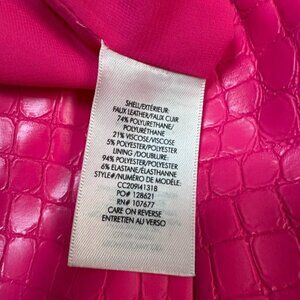 SHELL/EXTÉRIEUR:
FAUX LEATHER/FAUX CUIR
74% POLYURETHANE/
POLYURÉTHANE
21% VISCOSE/VISCOSE
5% POLYESTER/POLYESTER
LINING /DOUBLURE:
94% POLYESTER/POLYESTER
6% ELASTANE/ÉLASTHANNE
STYLE#/NUMÉRO DE MODÈLE:
CC209I41318
PO# 128621
RN# 107677
CARE ON REVERSE
ENTRETIEN AU VERSO